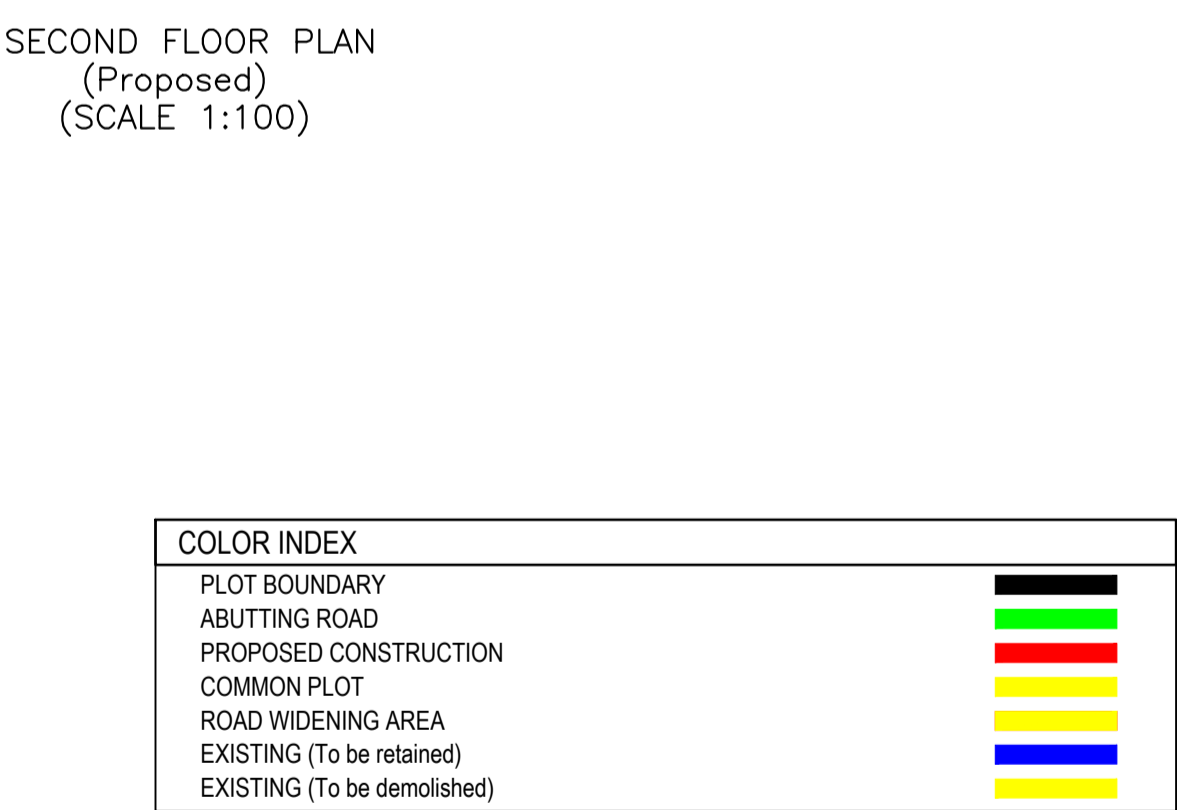 SECOND FLOOR PLAN
(Proposed)
(SCALE 1:100)
COLOR INDEX
PLOT BOUNDARY
ABUTTING ROAD
PROPOSED CONSTRUCTION
COMMON PLOT
ROAD WIDENING AREA
EXISTING (To be retained)
EXISTING (To be demolished)